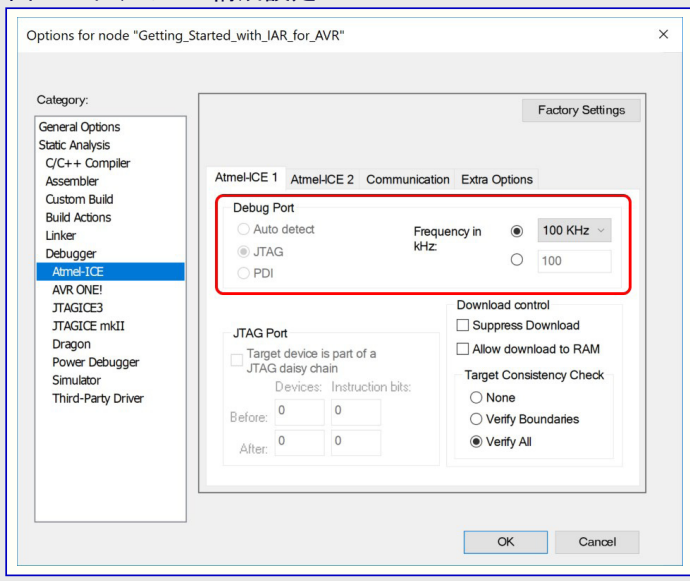 Options for node "Getting_Started_with_IAR_for_AVR"
Category:
Factory Settings
General Options
Static Analysis
C/C++ Compiler
Assembler
Custom Build
Build Actions
Linker
Debugger
Atmel-ICE
AVR ONE!
JTAGICE3
JTAGICE mkII
Dragon
Power Debugger
Simulator
Third-Party Driver
Atmel-ICE 1 Atmel-ICE 2 Communication Extra Options
Debug Port
Auto detect
JTAG
PDI
Frequency in
kHz:
100 KHz
100
JTAG Port
Target device is part of a
JTAG daisy chain
Devices: Instruction bits:
Before: 0 0
After: 0 0
Download control
Suppress Download
Allow download to RAM
Target Consistency Check
None
Verify Boundaries
Verify All
OK Cancel